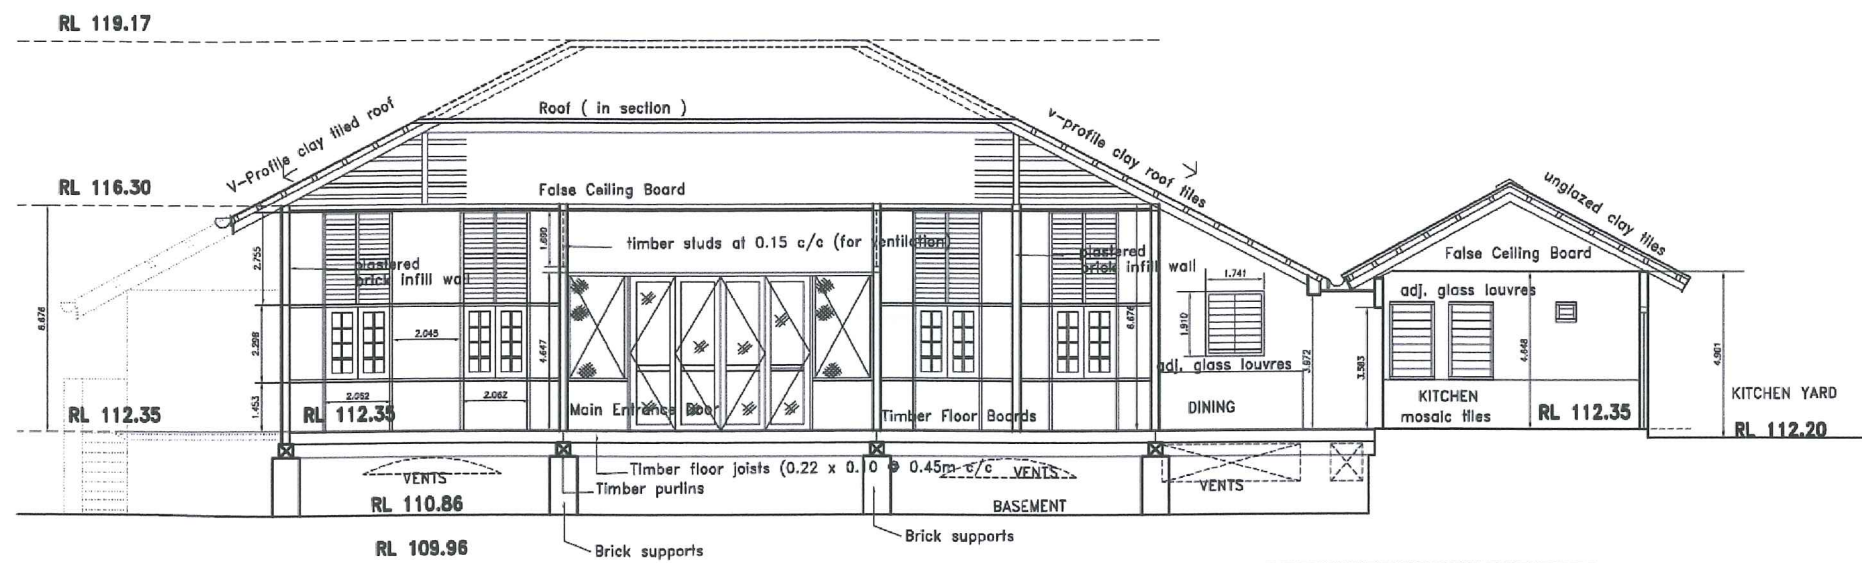 RL 119.17
Roof ( in section )
V-Profile clay tiled roof
v-profile clay roof tiles
RL 116.30
False Ceiling Board
unglazed clay tiles
timber studs at 0.15 c/c (for ventilation)
1.690
2.755
plastered
brick infill wall
plastered
brick infill wall
1.741
False Ceiling Board
adj. glass louvres
6.676
2.298
2.045
4.647
6.676
1.910
adj. glass louvres
3.972
3.583
4.648
4.901
1.453
2.052
2.062
RL 112.35
RL 112.35
Main Entrance Door
Timber Floor Boards
DINING
KITCHEN
mosaic tiles
RL 112.35
KITCHEN YARD
RL 112.20
VENTS
Timber floor joists (0.22 x 0.10 @ 0.45m c/c
VENTS
VENTS
Timber purlins
RL 110.86
BASEMENT
RL 109.96
Brick supports
Brick supports